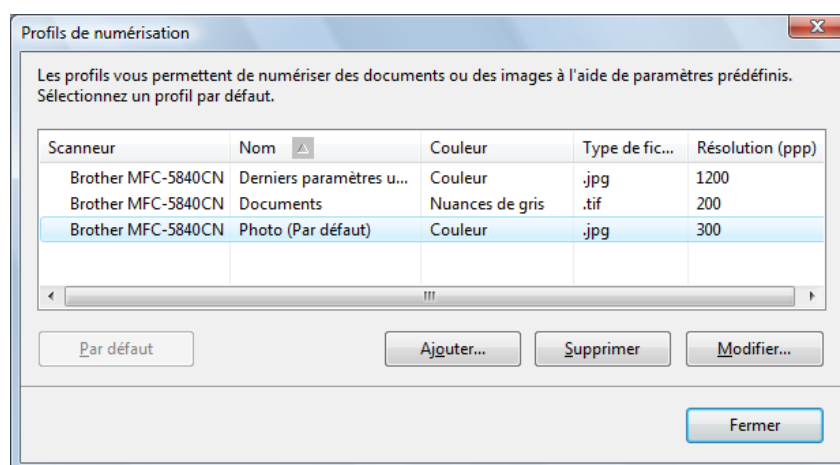 Profils de numérisation
Les profils vous permettent de numériser des documents ou des images à l'aide de paramètres prédéfinis.
Sélectionnez un profil par défaut.
Scanneur Nom Couleur Type de fic... Résolution (ppp)
Brother MFC-5840CN Derniers paramètres u... Couleur .jpg 1200
Brother MFC-5840CN Documents Nuances de gris .tif 200
Brother MFC-5840CN Photo (Par défaut) Couleur .jpg 300
Par défaut Ajouter... Supprimer Modifier...
Fermer